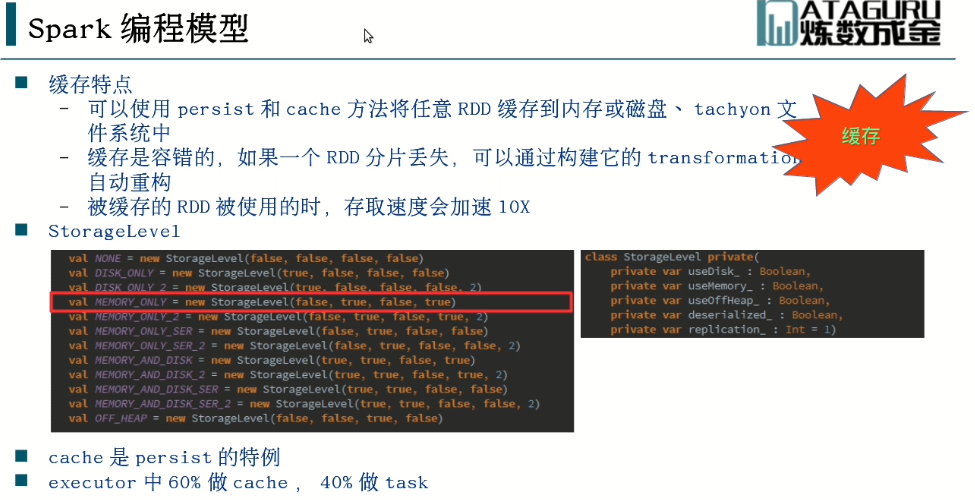 Spark 编程模型
ATAGURU
炼数成金
缓存特点
- 可以使用 persist 和 cache 方法将任意 RDD 缓存到内存或磁盘、tachyon 文
件系统中
- 缓存是容错的，如果一个 RDD 分片丢失，可以通过构建它的 transformation
自动重构
- 被缓存的 RDD 被使用的时，存取速度会加速 10X
缓存
StorageLevel
val NONE = new StorageLevel(false, false, false, false)
val DISK_ONLY = new StorageLevel(true, false, false, false)
val DISK_ONLY_2 = new StorageLevel(true, false, false, false, 2)
val MEMORY_ONLY = new StorageLevel(false, true, false, true)
val MEMORY_ONLY_2 = new StorageLevel(false, true, false, true, 2)
val MEMORY_ONLY_SER = new StorageLevel(false, true, false, false)
val MEMORY_ONLY_SER_2 = new StorageLevel(false, true, false, false, 2)
val MEMORY_AND_DISK = new StorageLevel(true, true, false, true)
val MEMORY_AND_DISK_2 = new StorageLevel(true, true, false, true, 2)
val MEMORY_AND_DISK_SER = new StorageLevel(true, true, false, false)
val MEMORY_AND_DISK_SER_2 = new StorageLevel(true, true, false, false, 2)
val OFF_HEAP = new StorageLevel(false, false, true, false)
class StorageLevel private(
private var useDisk_ : Boolean,
private var useMemory_ : Boolean,
private var useOffHeap_ : Boolean,
private var deserialized_ : Boolean,
private var replication_ : Int = 1)
cache 是 persist 的特例
executor 中 60% 做 cache ， 40% 做 task